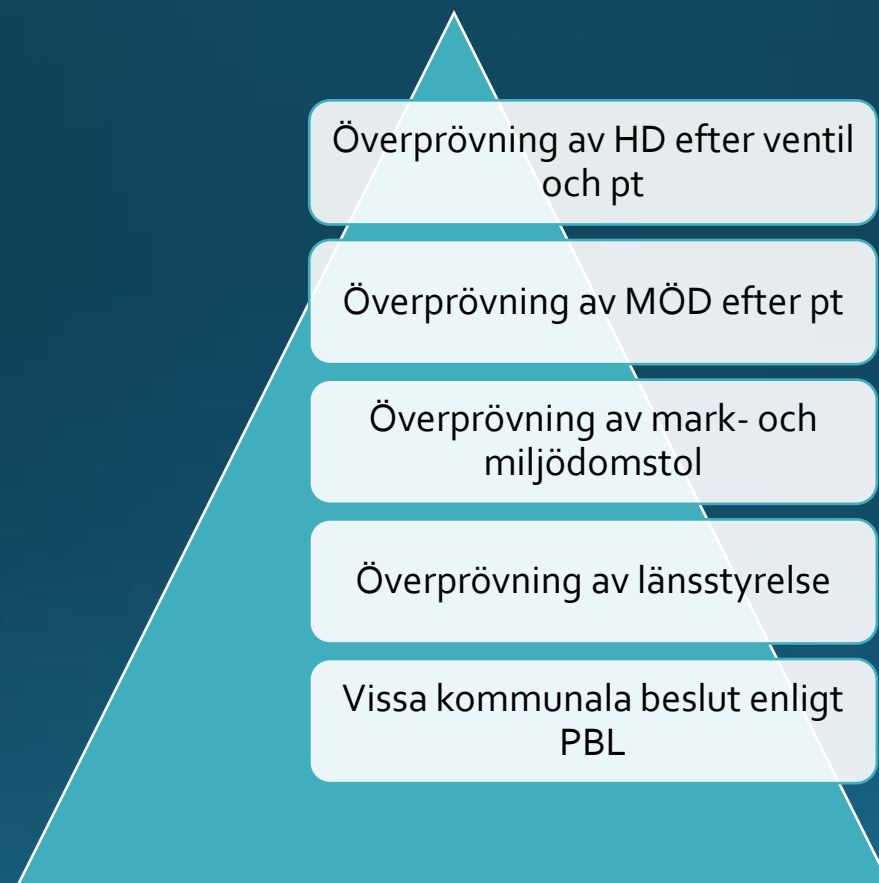 Överprövning av HD efter ventil
och pt
Överprövning av MÖD efter pt
Överprövning av mark- och
miljödomstol
Överprövning av länsstyrelse
Vissa kommunala beslut enligt
PBL